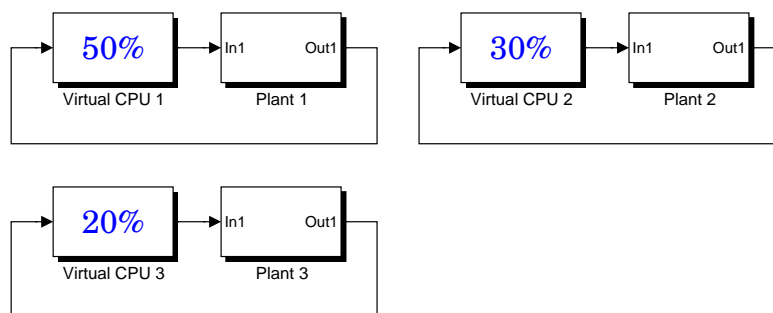 50%
In1 Out1
Virtual CPU 1
Plant 1
30%
In1 Out1
Virtual CPU 2
Plant 2
20%
In1 Out1
Virtual CPU 3
Plant 3